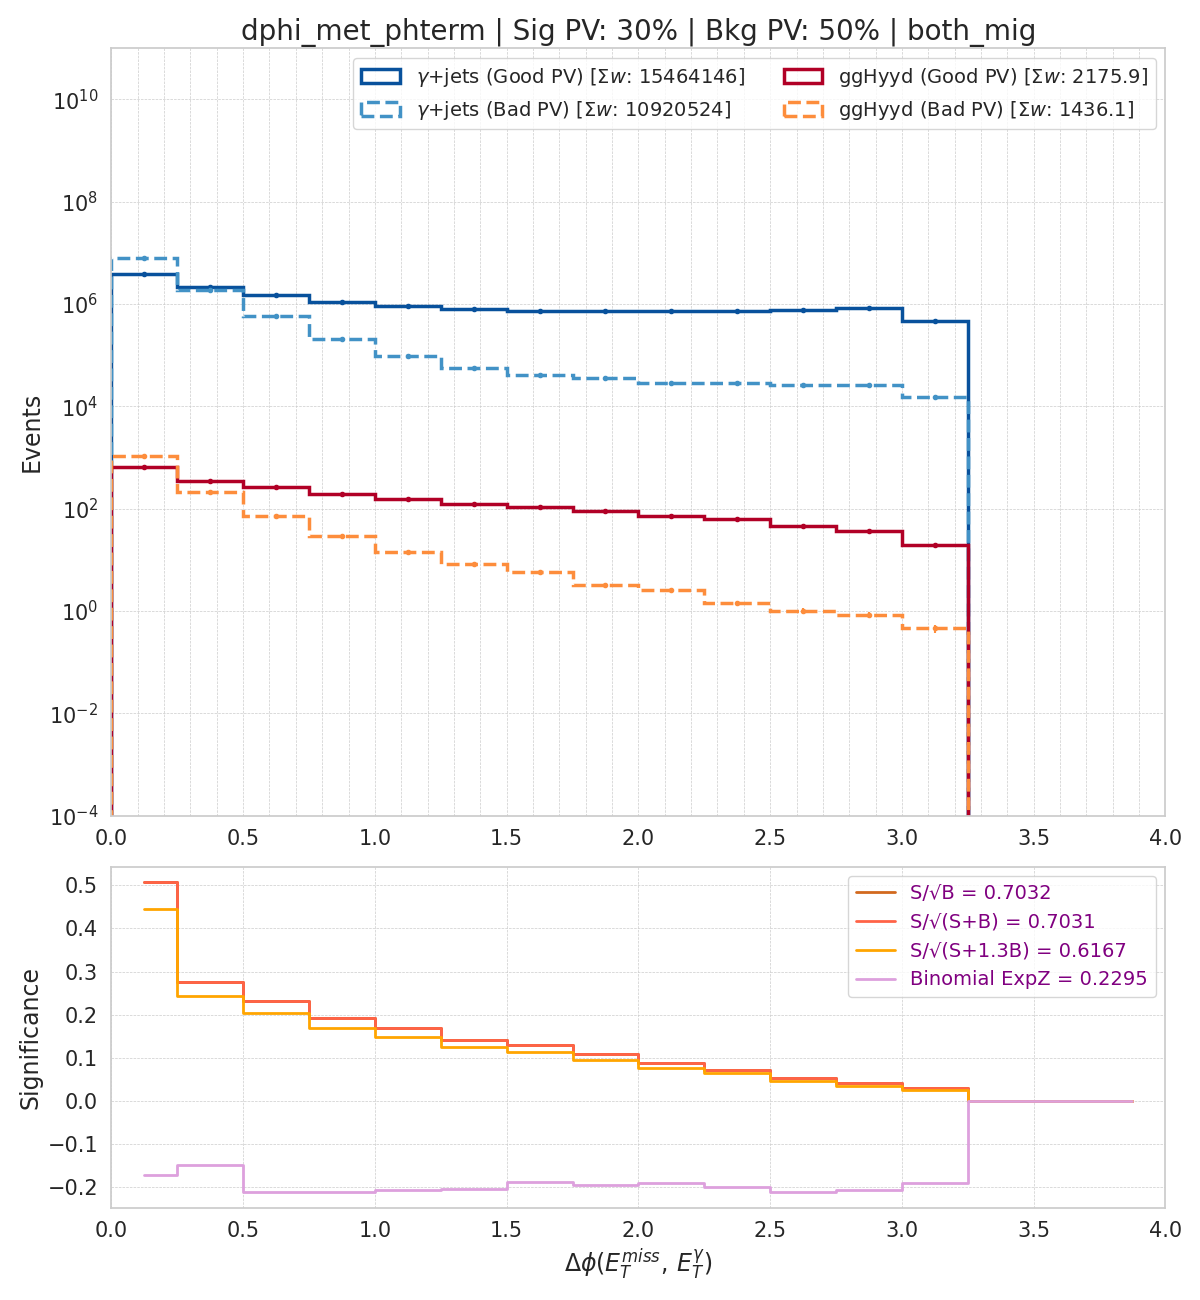 dphi_met_phterm | Sig PV: 30% | Bkg PV: 50% | both_mig
γ+jets (Good PV) [Σw: 15464146]
γ+jets (Bad PV) [Σw: 10920524]
ggHyyd (Good PV) [Σw: 2175.9]
ggHyyd (Bad PV) [Σw: 1436.1]
Events
10^10
10^8
10^6
10^4
10^2
10^0
10^−2
10^−4
0.0 0.5 1.0 1.5 2.0 2.5 3.0 3.5 4.0
S/√B = 0.7032
S/√(S+B) = 0.7031
S/√(S+1.3B) = 0.6167
Binomial ExpZ = 0.2295
Significance
0.5
0.4
0.3
0.2
0.1
0.0
−0.1
−0.2
0.0 0.5 1.0 1.5 2.0 2.5 3.0 3.5 4.0
Δϕ(E_T^miss, E_T^γ)